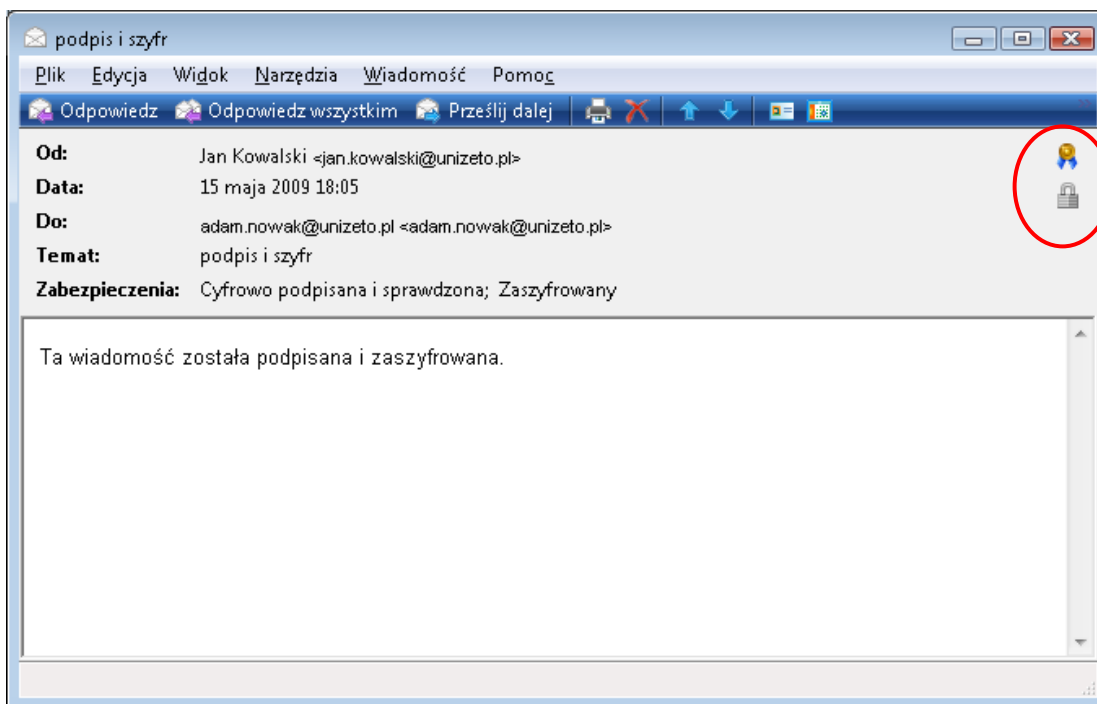 podpis i szyfr
Plik Edycja Widok Narzędzia Wiadomość Pomoc
Odpowiedz Odpowiedz wszystkim Prześlij dalej
Od: Jan Kowalski <jan.kowalski@unizeto.pl>
Data: 15 maja 2009 18:05
Do: adam.nowak@unizeto.pl <adam.nowak@unizeto.pl>
Temat: podpis i szyfr
Zabezpieczenia: Cyfrowo podpisana i sprawdzona; Zaszyfrowany
Ta wiadomość została podpisana i zaszyfrowana.